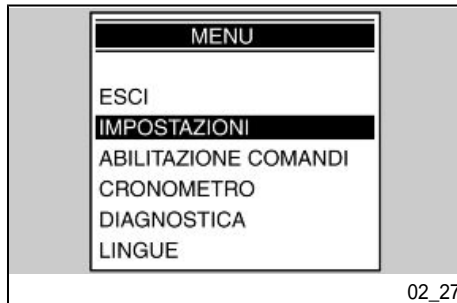 MENU
ESCI
IMPOSTAZIONI
ABILITAZIONE COMANDI
CRONOMETRO
DIAGNOSTICA
LINGUE
02_27